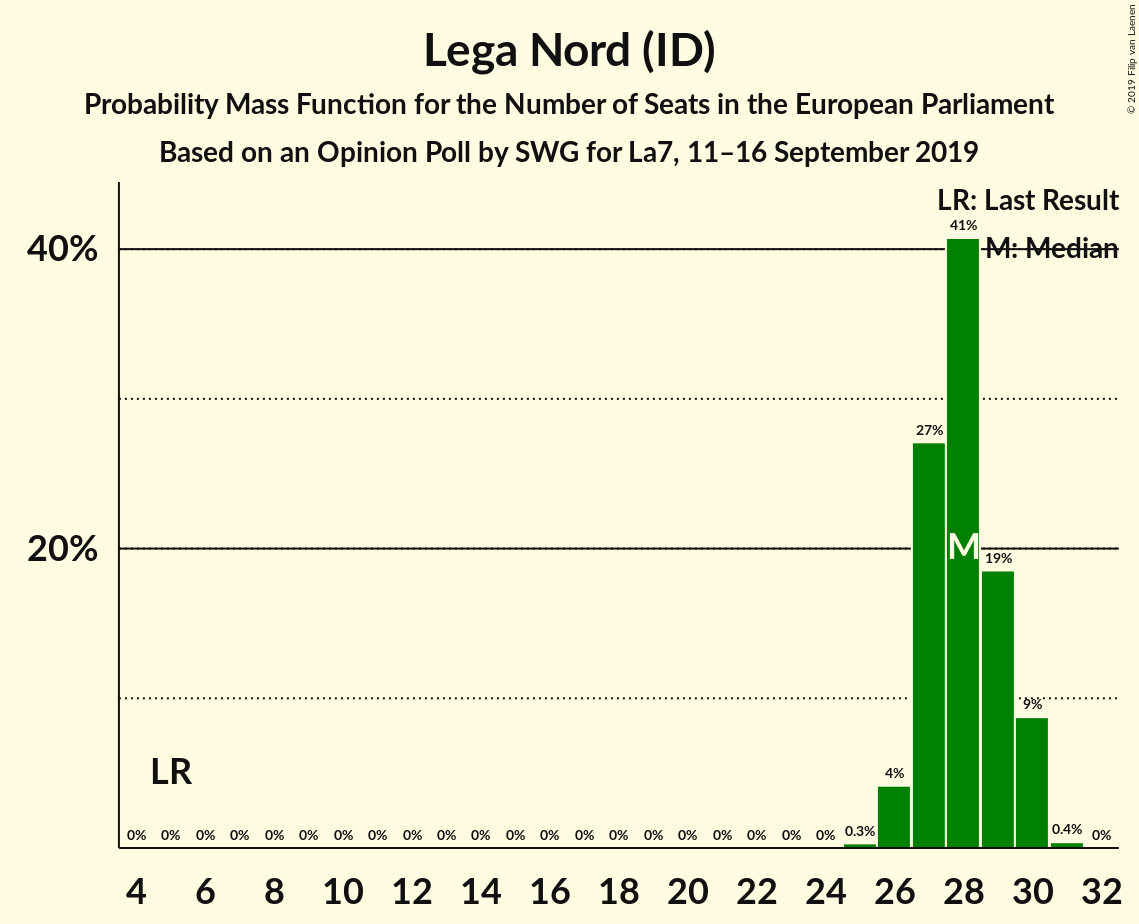 Lega Nord (ID)
Probability Mass Function for the Number of Seats in the European Parliament
Based on an Opinion Poll by SWG for La7, 11–16 September 2019
© 2019 Filip van Laenen
LR: Last Result
M: Median
40%
20%
41%
27%
M
19%
9%
LR
4%
0% 0% 0% 0% 0% 0% 0% 0% 0% 0% 0% 0% 0% 0% 0% 0% 0% 0% 0% 0% 0% 0.3% 0.4% 0%
4 6 8 10 12 14 16 18 20 22 24 26 28 30 32